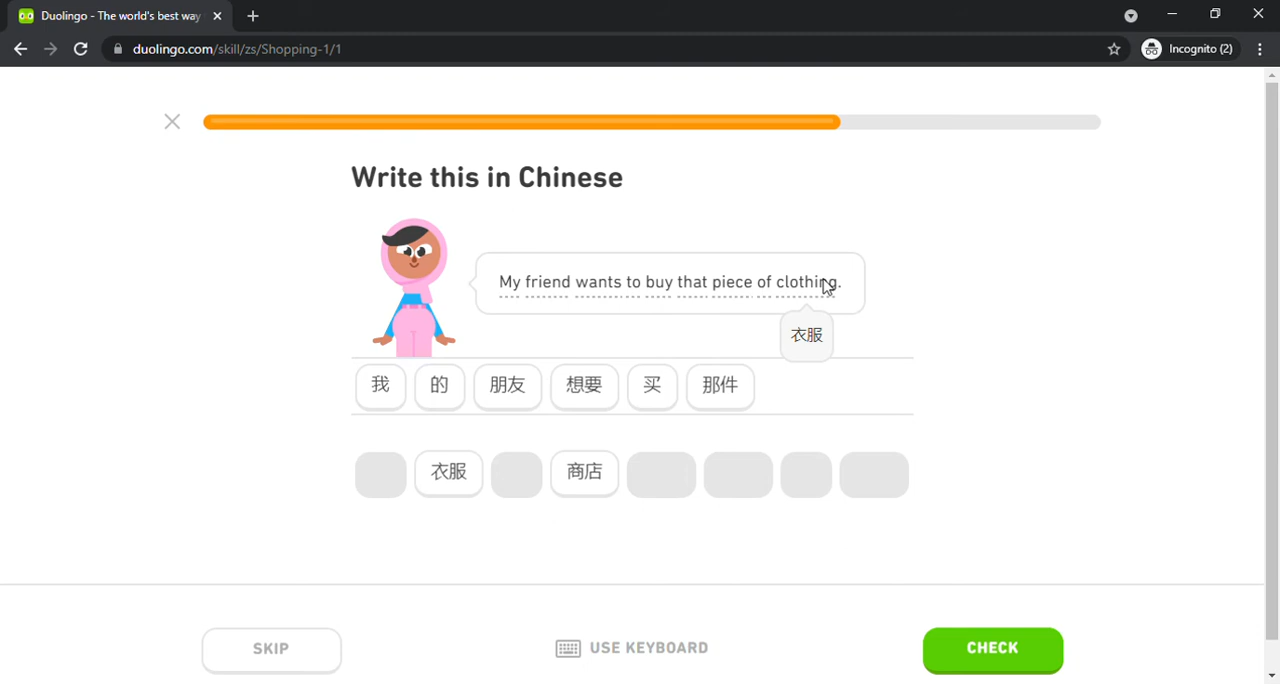 Duolingo - The world's best way
duolingo.com/skill/zs/Shopping-1/1
Incognito (2)
Write this in Chinese
My friend wants to buy that piece of clothing.
衣服
我 的 朋友 想要 买 那件
衣服 商店
SKIP
USE KEYBOARD
CHECK